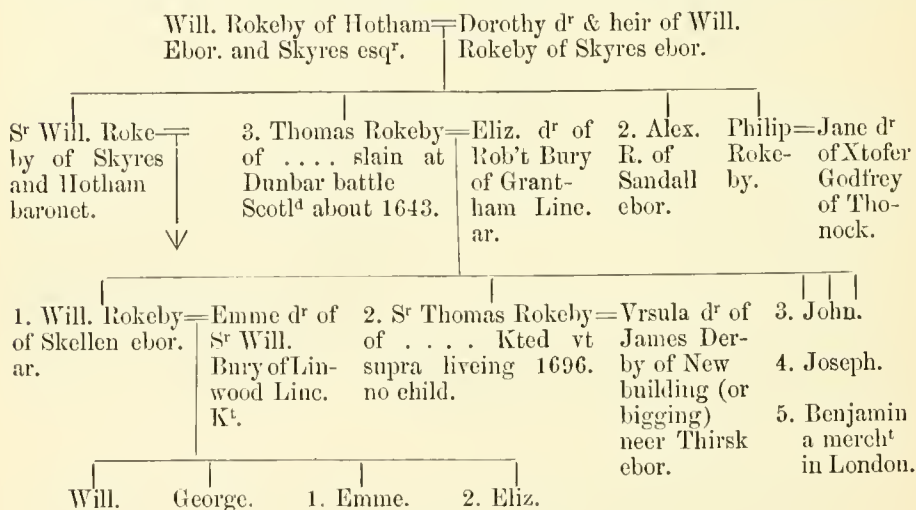 Will. Rokeby of Hotham
Ebor. and Skyres esqʳ.
Dorothy dʳ & heir of Will.
Rokeby of Skyres ebor.
Sʳ Will. Roke-
by of Skyres
and Hotham
baronet.
3. Thomas Rokeby
of . . . . slain at
Dunbar battle
Scotlᵈ about 1643.
Eliz. dʳ of
Rob't Bury
of Grant-
ham Linc.
ar.
2. Alex.
R. of
Sandall
ebor.
Philip
Roke-
by.
Jane dʳ
of Xtofer
Godfrey
of Tho-
nock.
1. Will. Rokeby
of Skellen ebor.
ar.
Emme dʳ of
Sʳ Will.
Bury of Lin-
wood Linc.
Kᵗ.
2. Sʳ Thomas Rokeby
of . . . . Kted vt
supra liveing 1696.
no child.
Vrsula dʳ of
James Der-
by of New
building (or
bigging)
neer Thirsk
ebor.
3. John.
4. Joseph.
5. Benjamin
a merchᵗ
in London.
Will. George. 1. Emme. 2. Eliz.